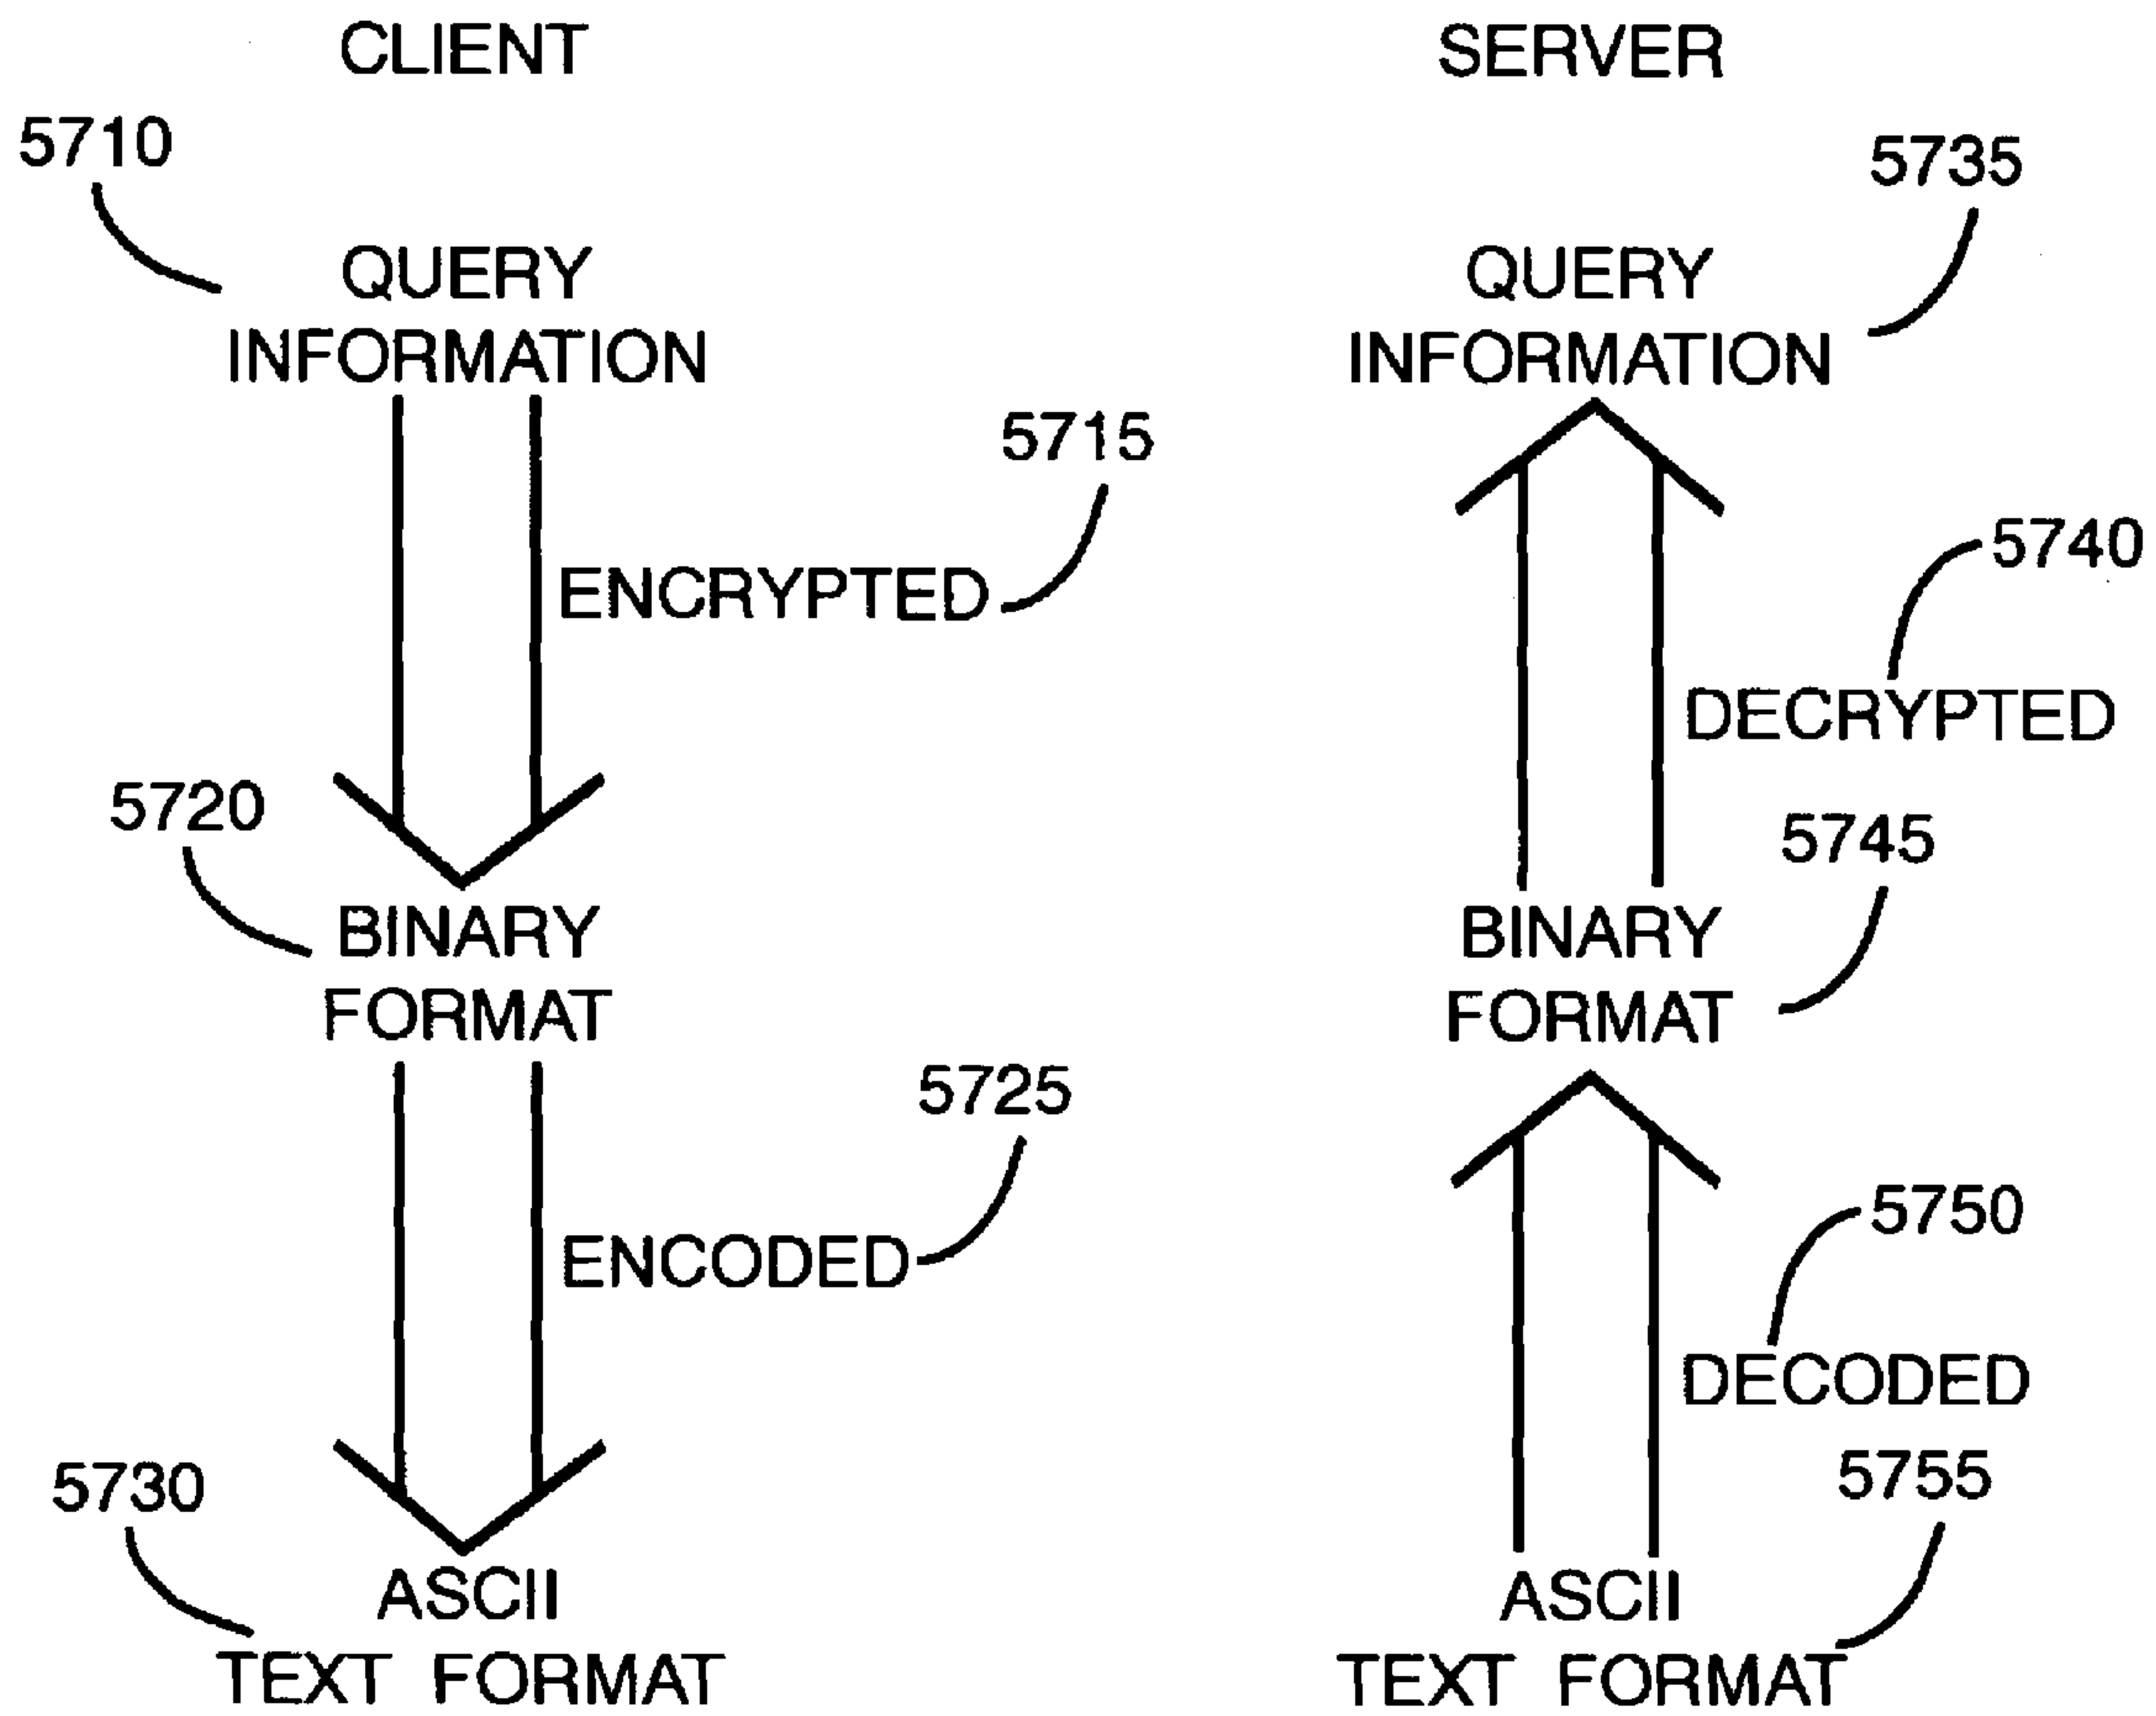 CLIENT
5710
QUERY
INFORMATION
5715
ENCRYPTED
5720
BINARY
FORMAT
5725
ENCODED
5730
ASCII
TEXT FORMAT
SERVER
5735
QUERY
INFORMATION
5740
DECRYPTED
5745
BINARY
FORMAT
5750
DECODED
5755
ASCII
TEXT FORMAT